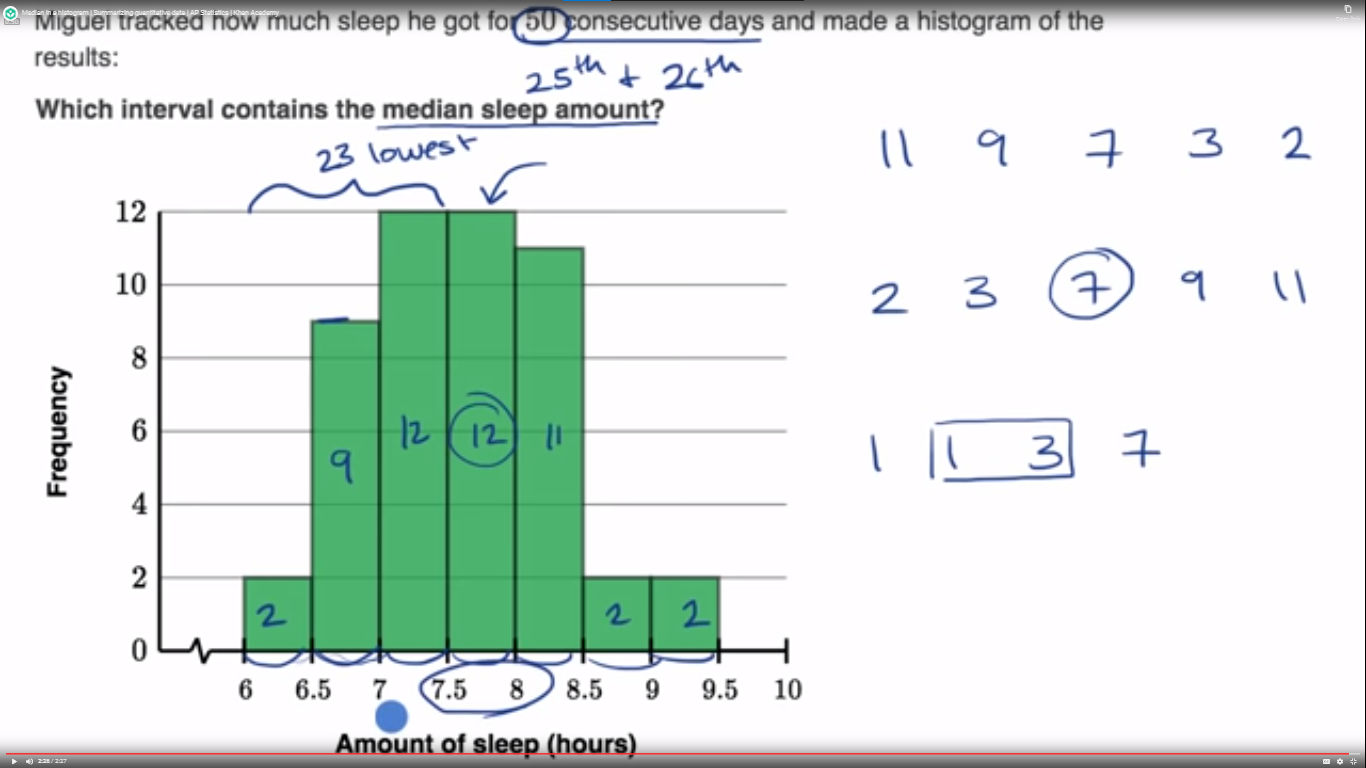 Median in a histogram | Summarizing quantitative data | AP Statistics | Khan Academy
Miguel tracked how much sleep he got for 50 consecutive days and made a histogram of the
results:
25th + 26th
Which interval contains the median sleep amount?
23 lowest
11 9 7 3 2
2 3 7 9 11
1 1 3 7
12
10
8
6
4
2
0
Frequency
2 9 12 12 11 2 2
6 6.5 7 7.5 8 8.5 9 9.5 10
Amount of sleep (hours)
2:26 / 2:27